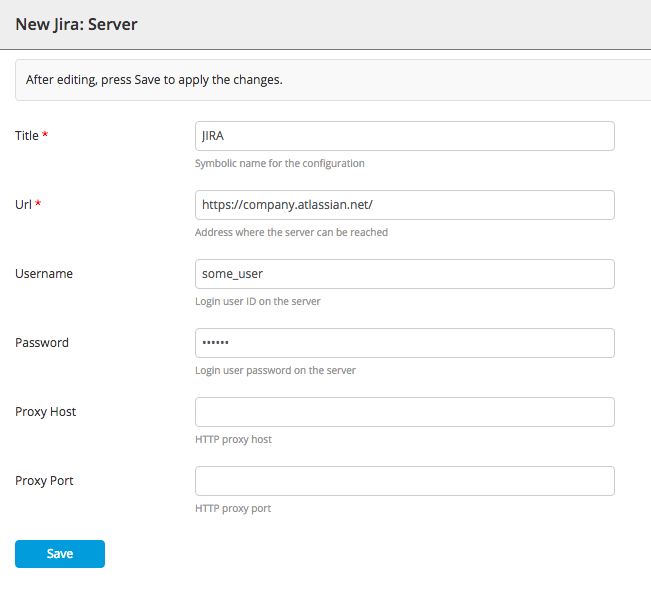 New Jira: Server
After editing, press Save to apply the changes.
Title * JIRA
Symbolic name for the configuration
Url * https://company.atlassian.net/
Address where the server can be reached
Username some_user
Login user ID on the server
Password ••••••
Login user password on the server
Proxy Host
HTTP proxy host
Proxy Port
HTTP proxy port
Save